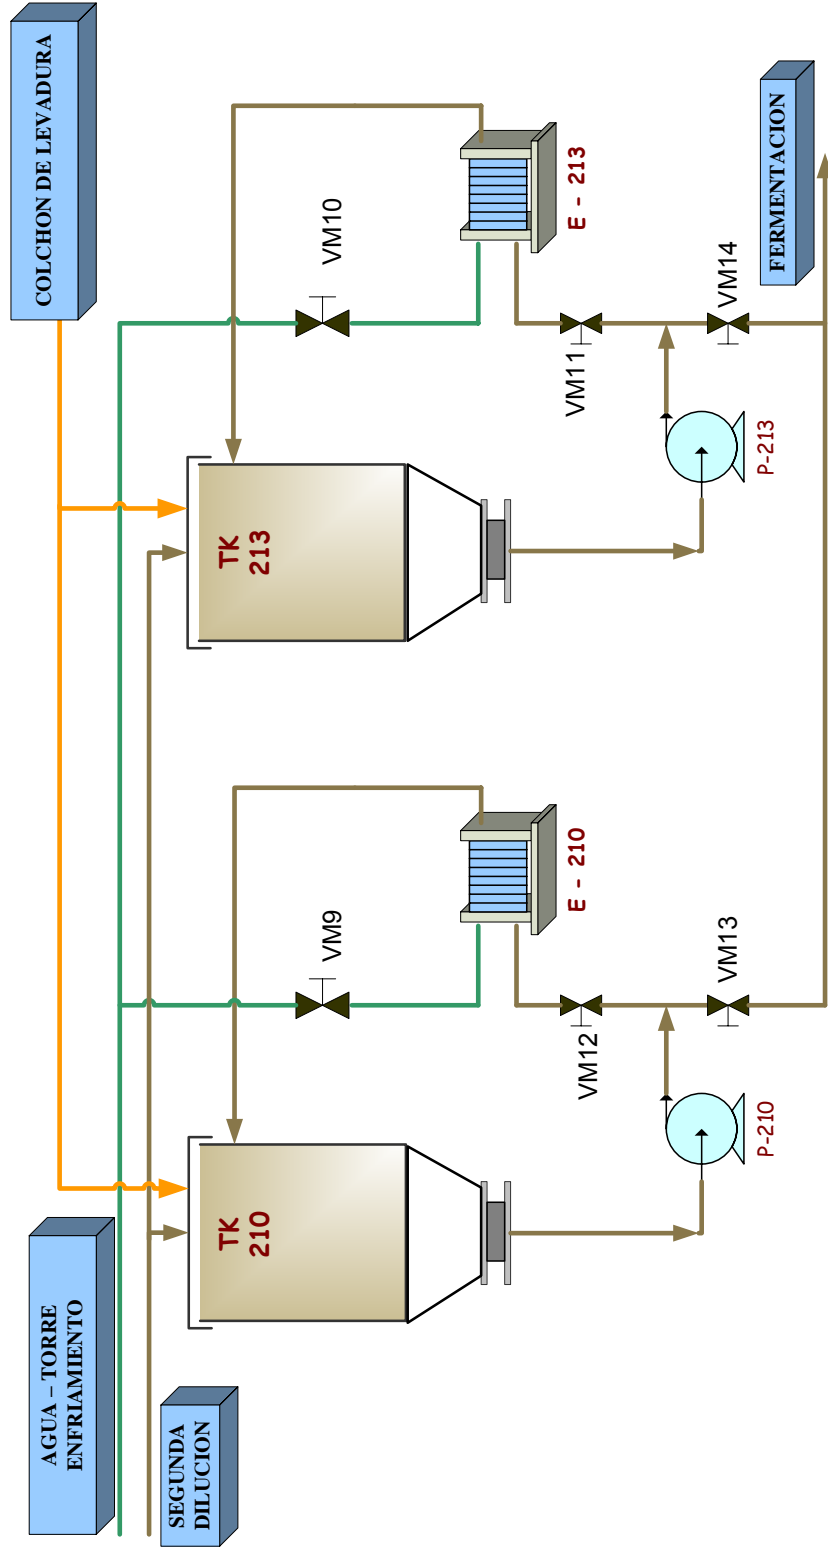 COLCHON DE LEVADURA
AGUA – TORRE
ENFRIAMIENTO
SEGUNDA
DILUCION
TK
210
VM9
E - 210
VM12
VM13
P-210
TK
213
VM10
E - 213
VM11
VM14
P-213
FERMENTACION